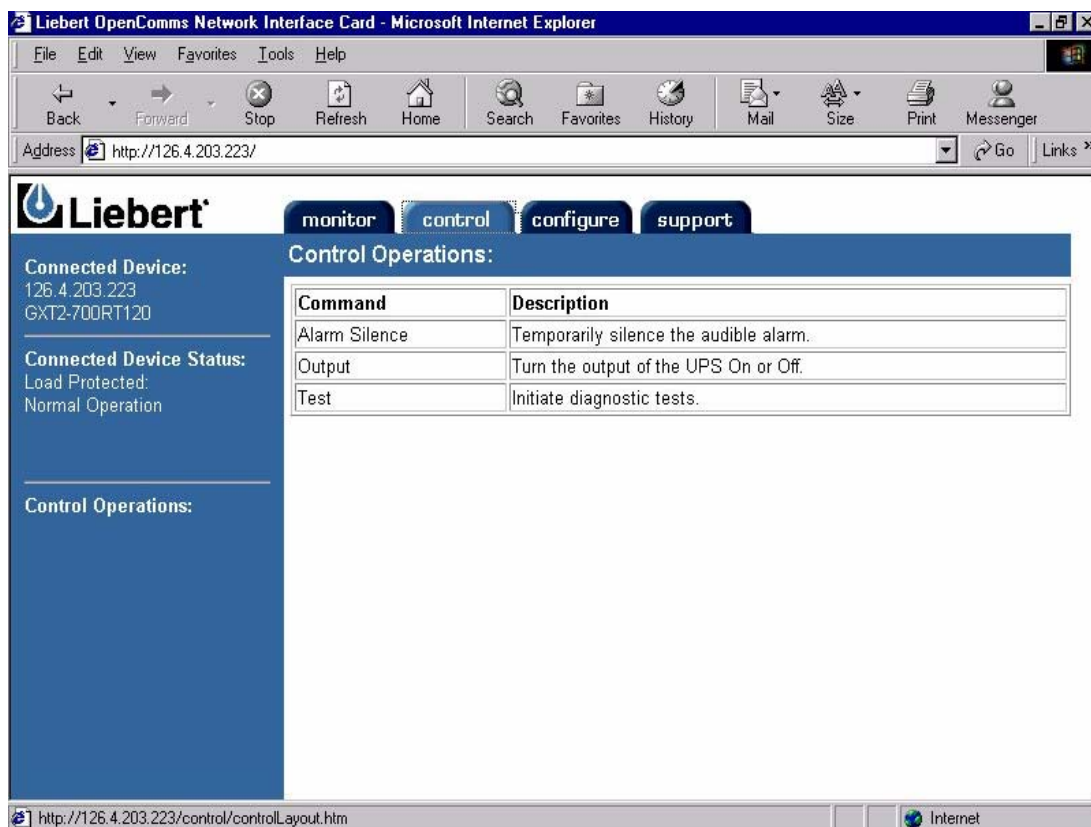 Liebert OpenComms Network Interface Card - Microsoft Internet Explorer
File Edit View Favorites Tools Help
Back Forward Stop Refresh Home Search Favorites History Mail Size Print Messenger
Address http://126.4.203.223/ Go Links »
Liebert
monitor control configure support
Control Operations:
Connected Device:
126.4.203.223
GXT2-700RT120
Connected Device Status:
Load Protected:
Normal Operation
Control Operations:
Command Description
Alarm Silence Temporarily silence the audible alarm.
Output Turn the output of the UPS On or Off.
Test Initiate diagnostic tests.
http://126.4.203.223/control/controlLayout.htm Internet